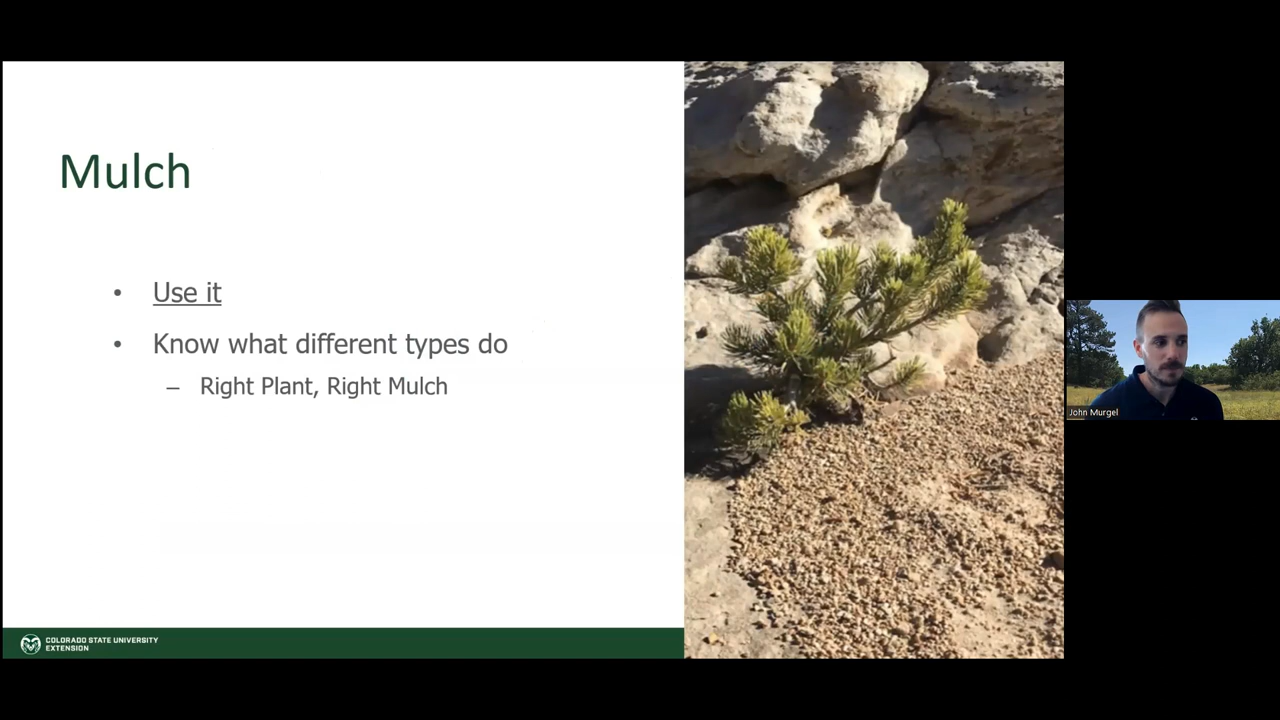 Mulch
• Use it
• Know what different types do
– Right Plant, Right Mulch
COLORADO STATE UNIVERSITY
EXTENSION
John Murgel